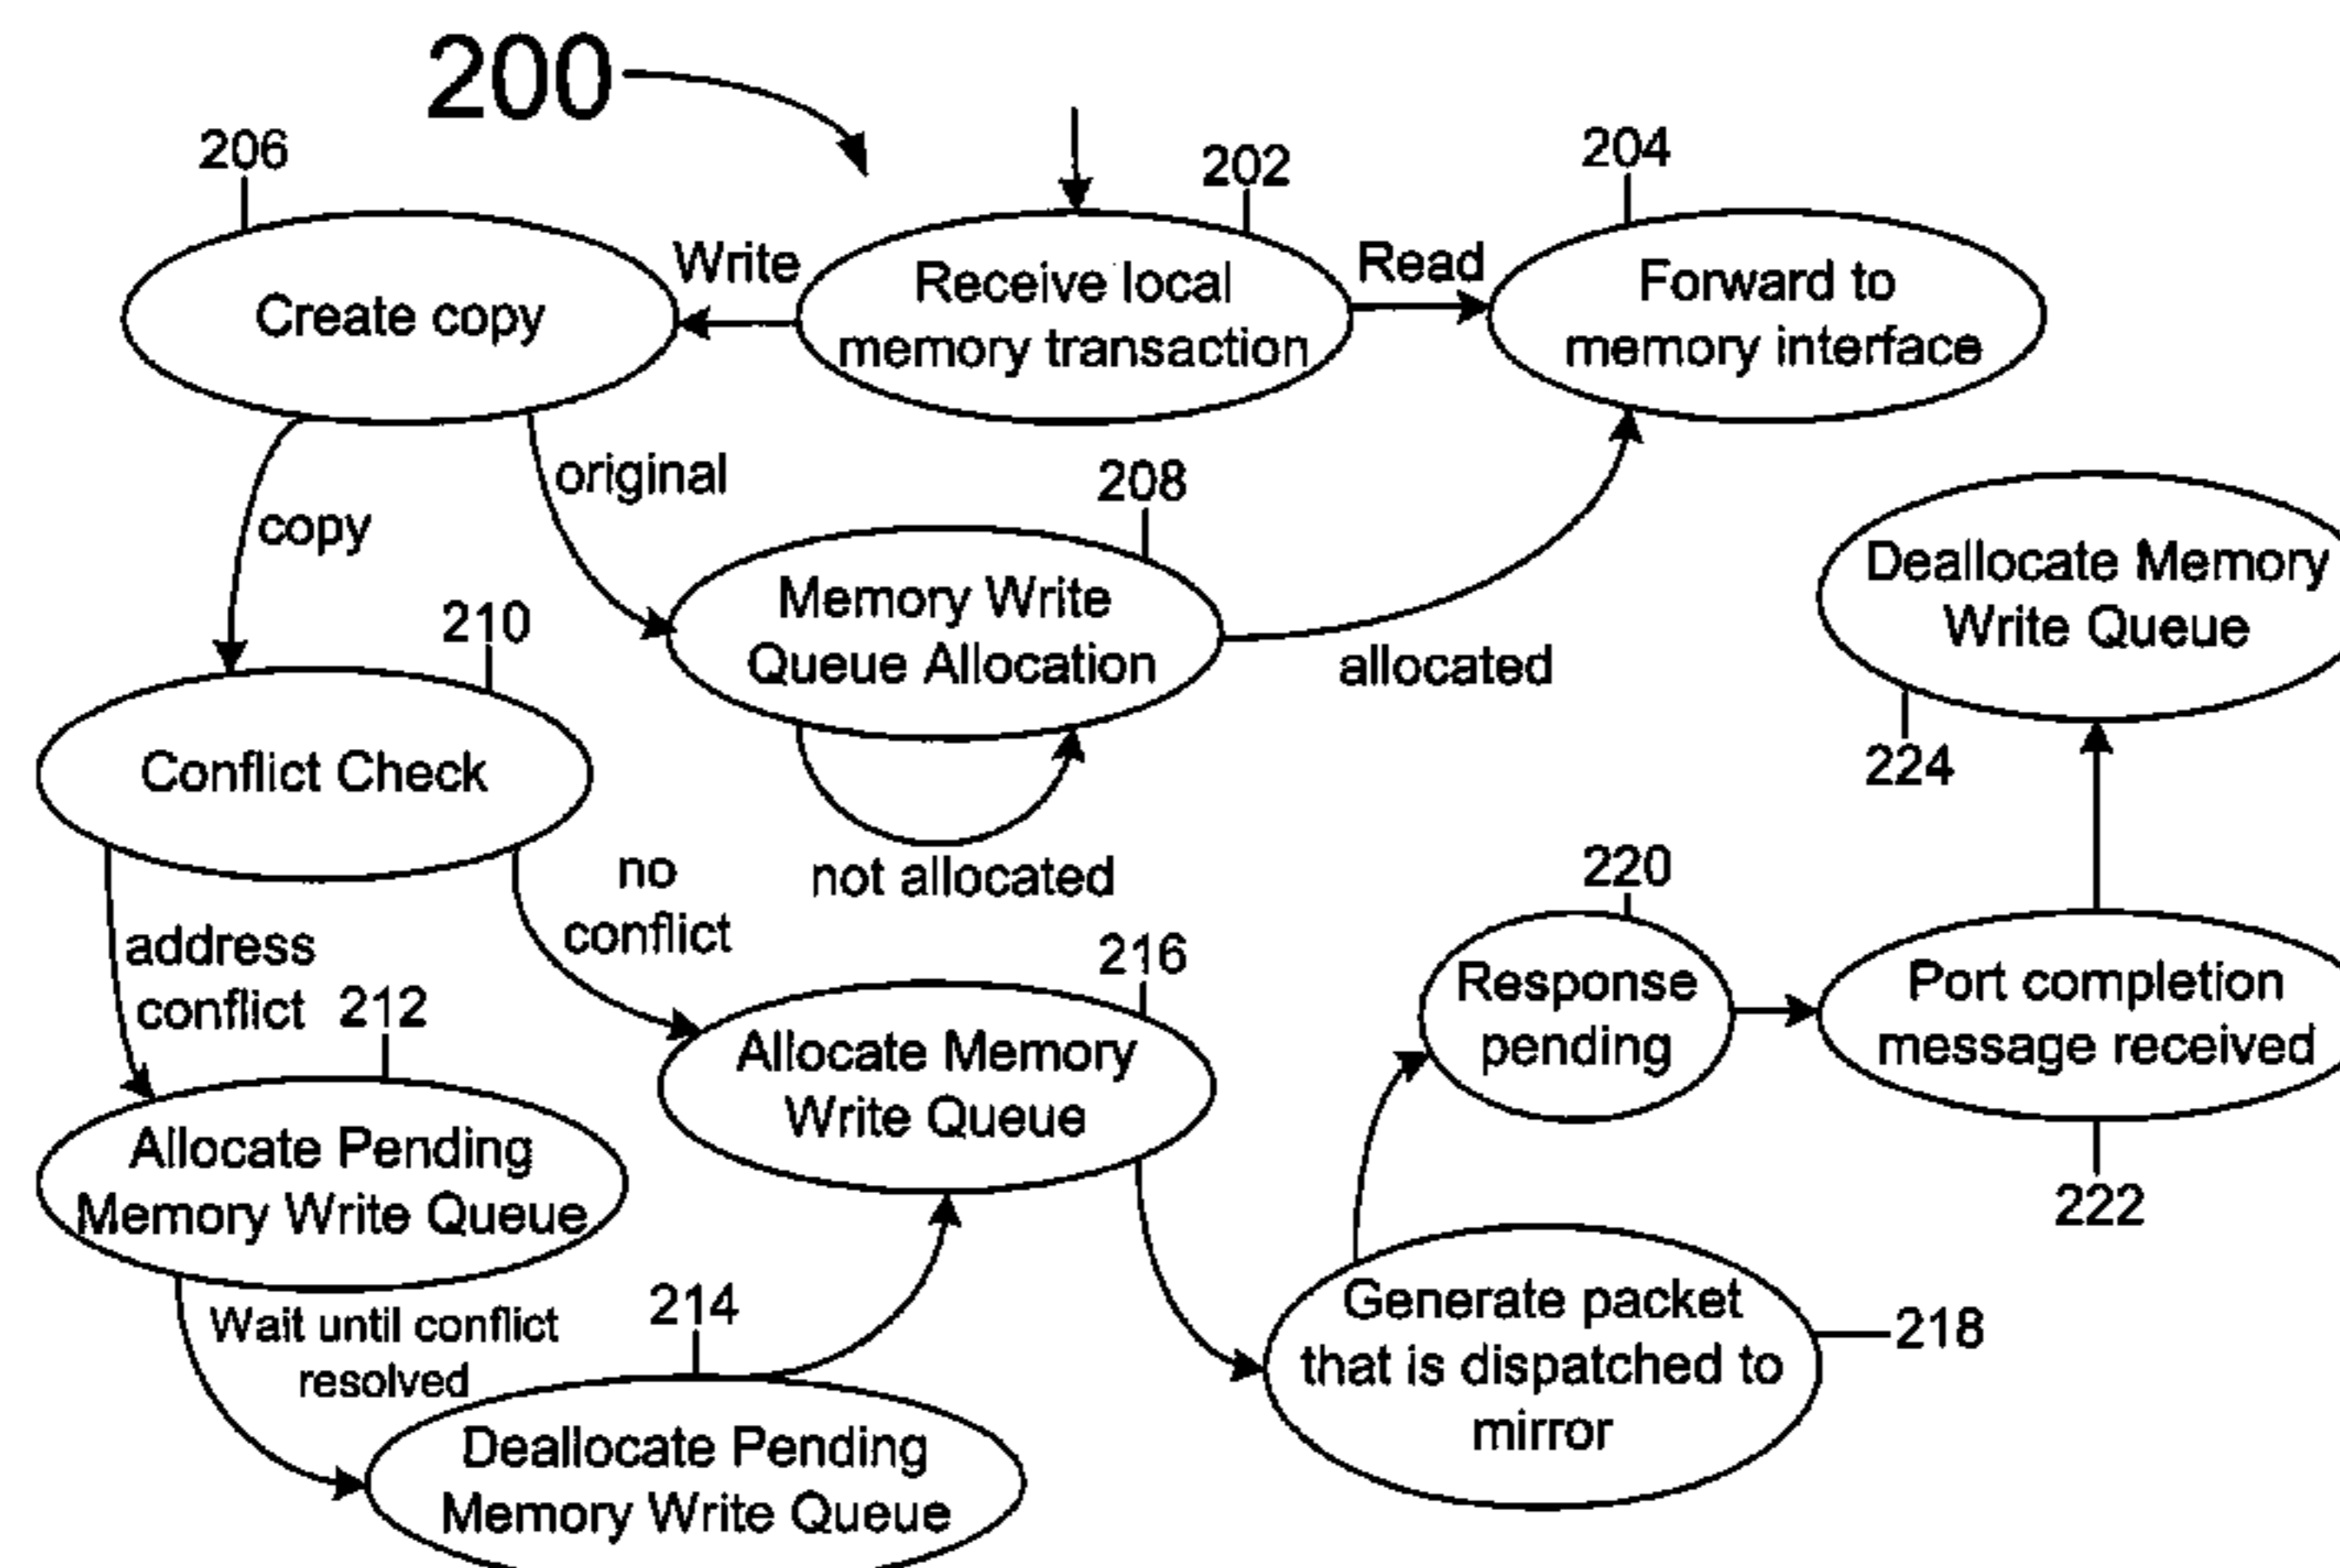 200
206
202
204
Write
Read
Create copy
Receive local
memory transaction
Forward to
memory interface
original
copy
208
Memory Write
Queue Allocation
allocated
not allocated
Deallocate Memory
Write Queue
224
210
Conflict Check
no
conflict
address
conflict
212
216
Allocate Memory
Write Queue
220
Response
pending
Port completion
message received
222
Allocate Pending
Memory Write Queue
Wait until conflict
resolved
214
Deallocate Pending
Memory Write Queue
Generate packet
that is dispatched to
mirror
218